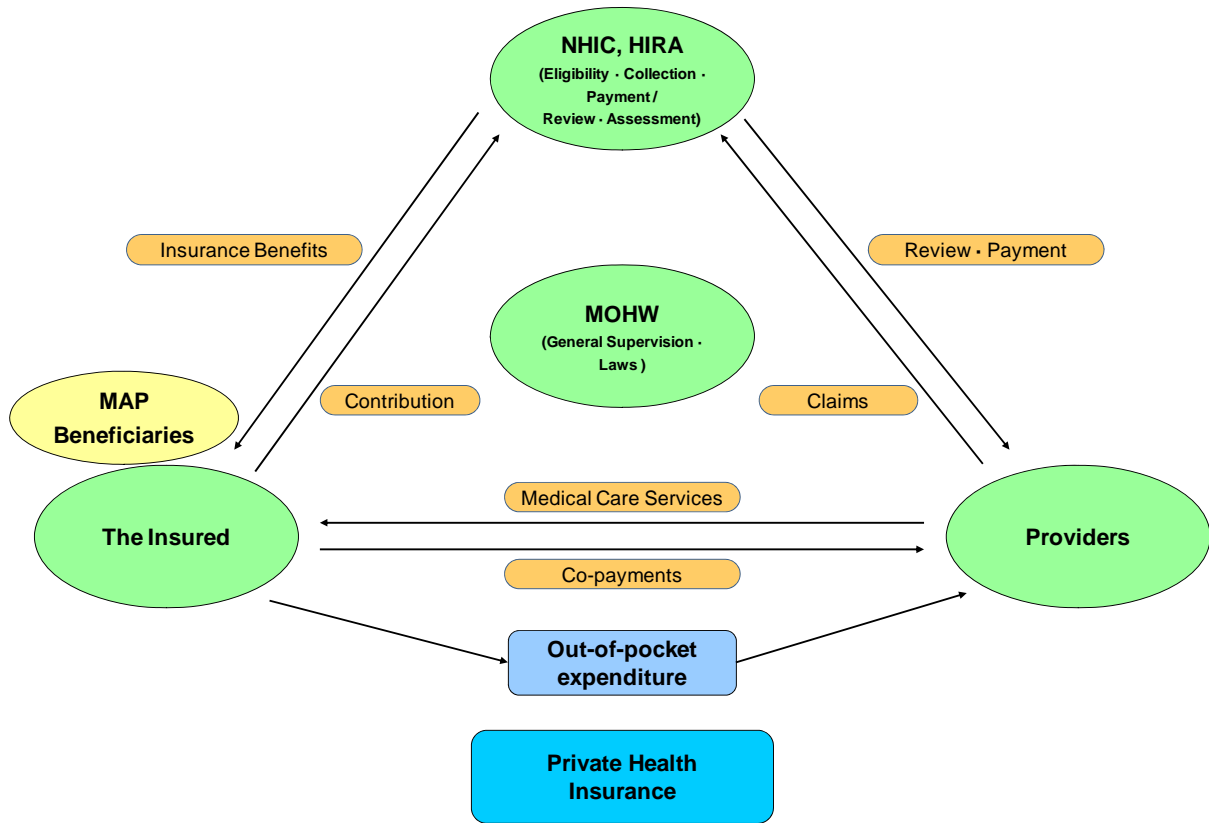 NHIC, HIRA
(Eligibility · Collection ·
Payment /
Review · Assessment)
Insurance Benefits
Review · Payment
MOHW
(General Supervision ·
Laws )
MAP
Beneficiaries
Contribution
Claims
The Insured
Medical Care Services
Providers
Co-payments
Out-of-pocket
expenditure
Private Health
Insurance